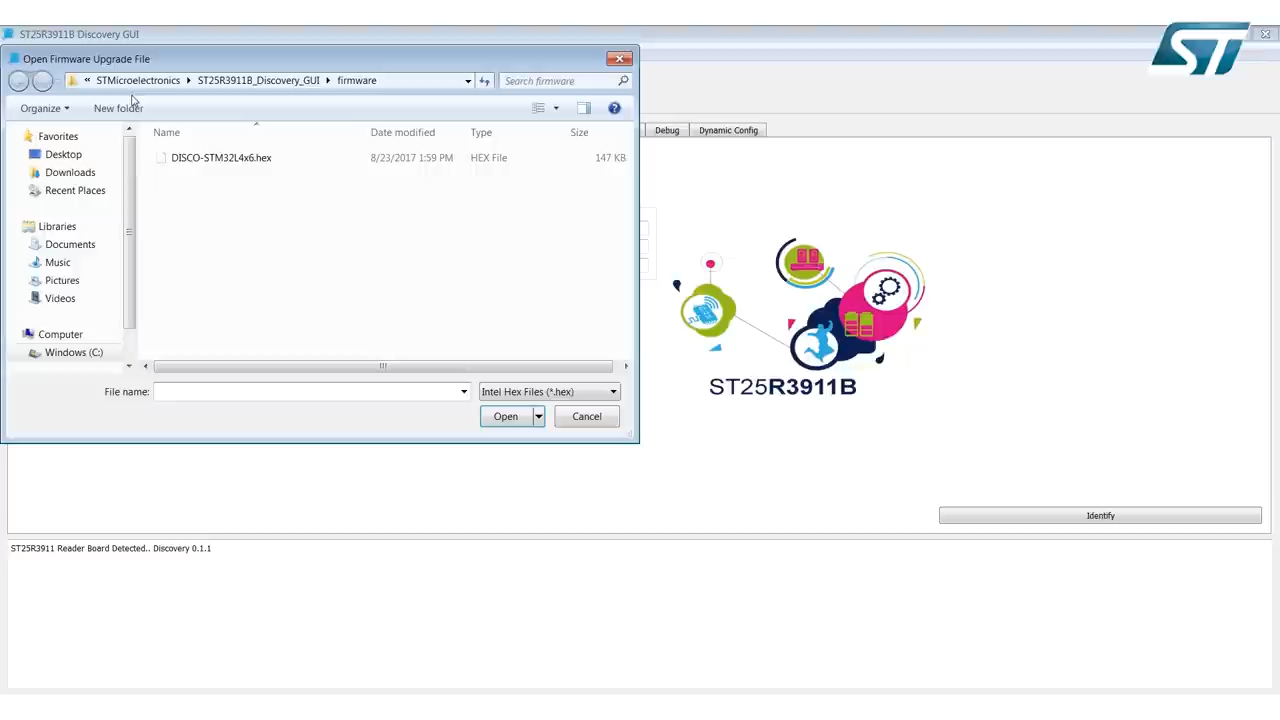 ST25R3911B Discovery GUI
ST
Open Firmware Upgrade File
« STMicroelectronics ST25R3911B_Discovery_GUI firmware
Search firmware
Organize
New folder
Debug
Dynamic Config
Name
Date modified
Type
Size
DISCO-STM32L4x6.hex
8/23/2017 1:59 PM
HEX File
147 KB
Favorites
Desktop
Downloads
Recent Places
Libraries
Documents
Music
Pictures
Videos
Computer
Windows (C:)
File name:
Intel Hex Files (*.hex)
Open
Cancel
ST25R3911B
Identify
ST25R3911 Reader Board Detected.. Discovery 0.1.1